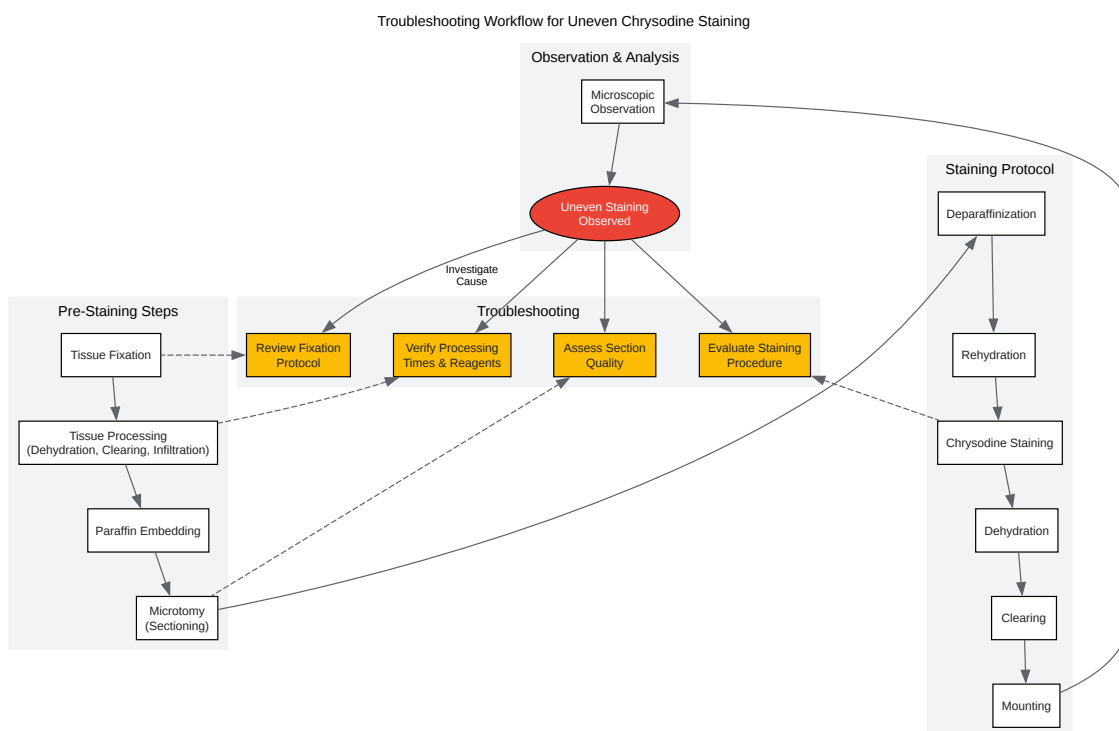 Troubleshooting Workflow for Uneven Chrysodine Staining
Observation & Analysis
Microscopic
Observation
Uneven Staining
Observed
Investigate
Cause
Pre-Staining Steps
Tissue Fixation
Tissue Processing
(Dehydration, Clearing, Infiltration)
Paraffin Embedding
Microtomy
(Sectioning)
Troubleshooting
Review Fixation
Protocol
Verify Processing
Times & Reagents
Assess Section
Quality
Evaluate Staining
Procedure
Staining Protocol
Deparaffinization
Rehydration
Chrysodine Staining
Dehydration
Clearing
Mounting